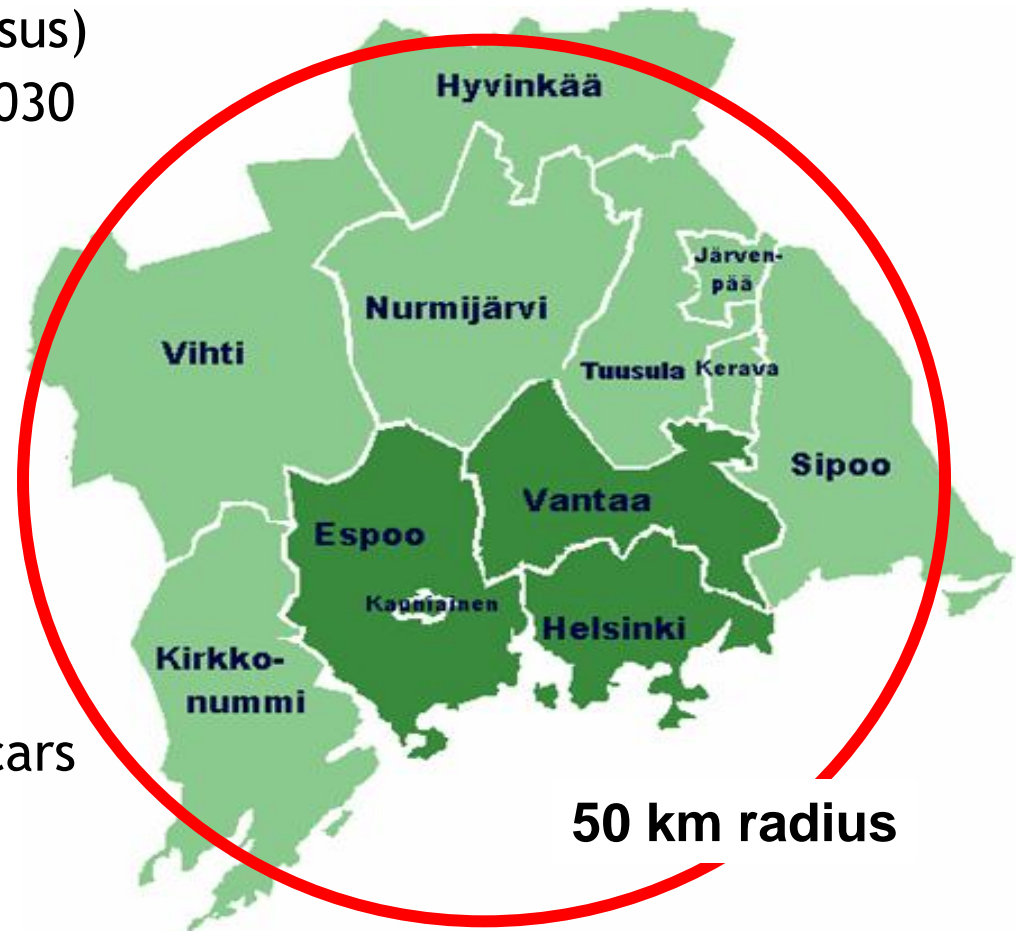 sus)
030
Hyvinkää
Järven-
pää
Nurmijärvi
Vihti
Tuusula Kerava
Sipoo
Vantaa
Espoo
Kauniainen
Helsinki
Kirkko-
nummi
cars
50 km radius